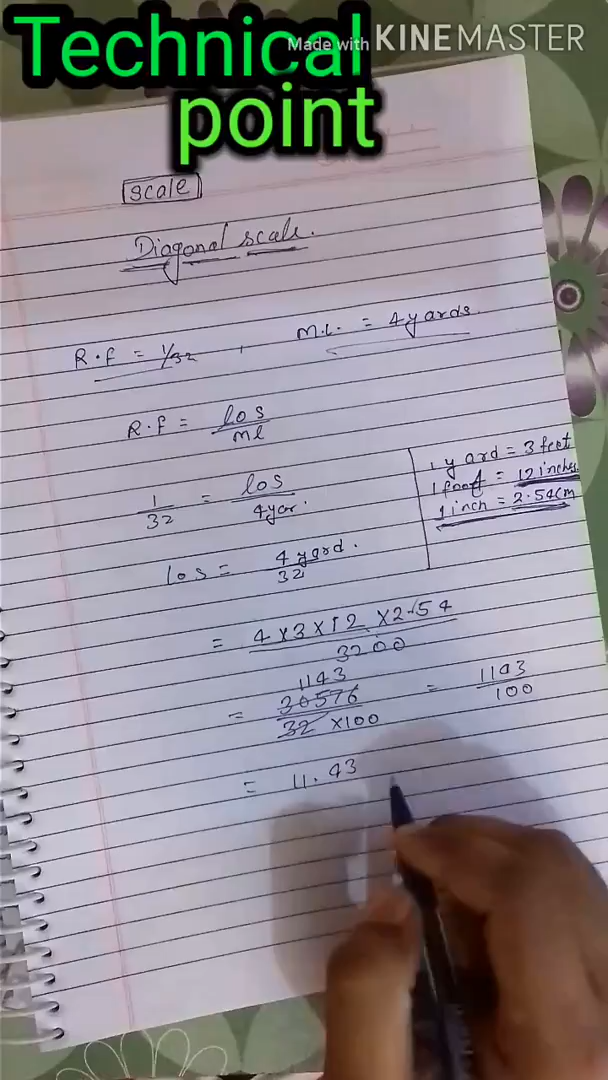 Technical
point
Made with KINEMASTER
scale
Diagonal scale.
R.f = 1/32 , M.L. = 4 yards.
R.f = los / ml
1 / 32 = los / 4yar.
1 yard = 3 feet
1 foot = 12 inches
1 inch = 2.54cm
los = 4 yard. / 32
= 4 x 3 x 12 x 2.54 / 3200
1143
= 36576 / 32 x 100 = 1143 / 100
= 11.43